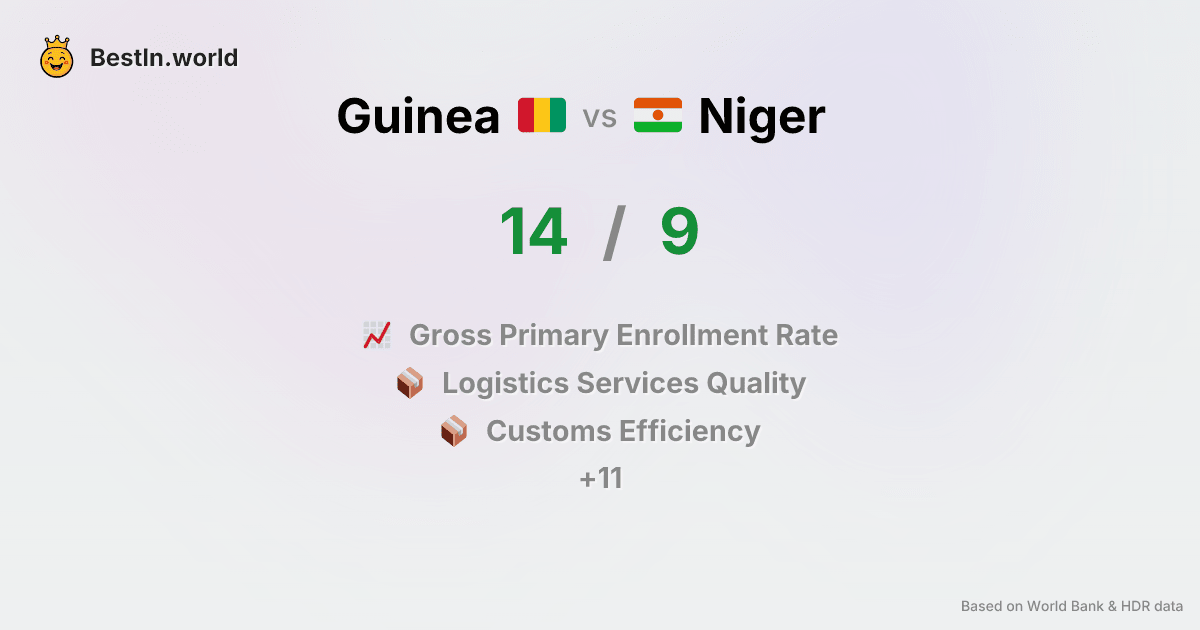 BestIn.world
Guinea vs Niger
14 / 9
Gross Primary Enrollment Rate
Logistics Services Quality
Customs Efficiency
+11
Based on World Bank & HDR data